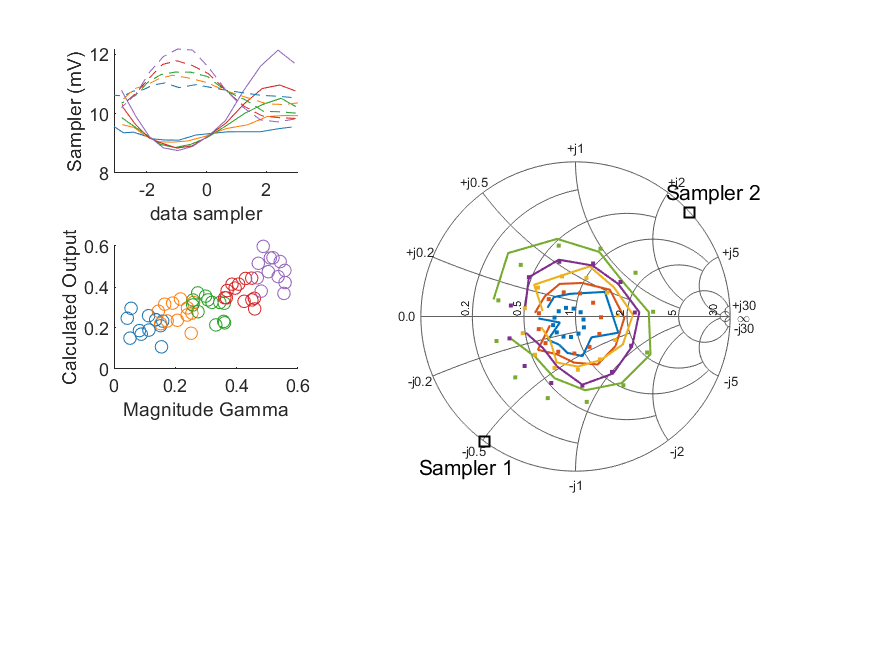 12
10
8
Sampler (mV)
-2
0
2
data sampler
0.6
0.4
0.2
0
Calculated Output
0
0.2
0.4
0.6
Magnitude Gamma
+j1
+j0.5
+j2
Sampler 2
+j0.2
+j5
0.0
0.2
0.5
1
2
5
30
+j30
∞
-j30
-j0.2
-j5
-j0.5
-j2
Sampler 1
-j1